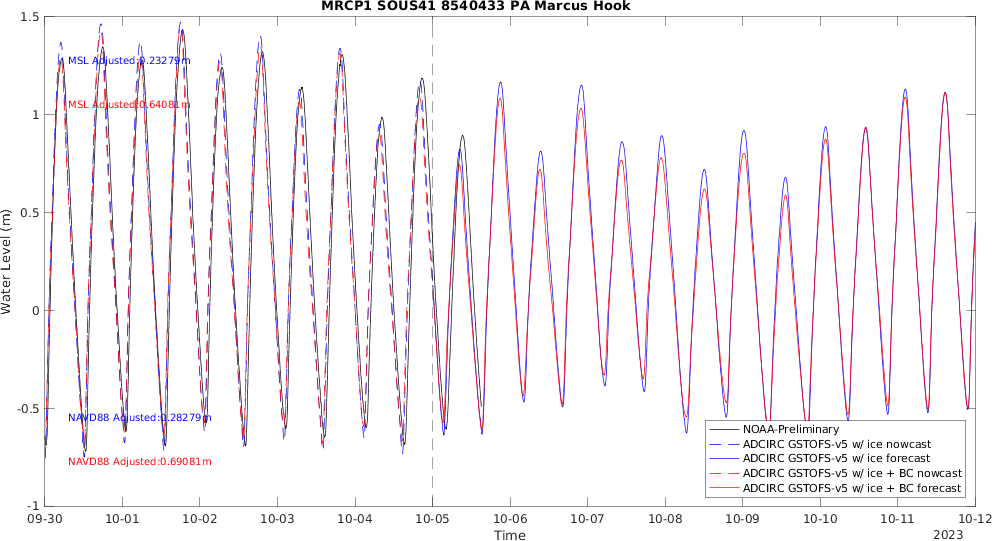 MRCP1 SOUS41 8540433 PA Marcus Hook
1.5
1
0.5
0
-0.5
-1
Water Level (m)
MSL Adjusted:0.23279m
MSL Adjusted:0.64081m
NAVD88 Adjusted:0.28279m
NAVD88 Adjusted:0.69081m
NOAA-Preliminary
ADCIRC GSTOFS-v5 w/ ice nowcast
ADCIRC GSTOFS-v5 w/ ice forecast
ADCIRC GSTOFS-v5 w/ ice + BC nowcast
ADCIRC GSTOFS-v5 w/ ice + BC forecast
09-30 10-01 10-02 10-03 10-04 10-05 10-06 10-07 10-08 10-09 10-10 10-11 10-12
Time
2023